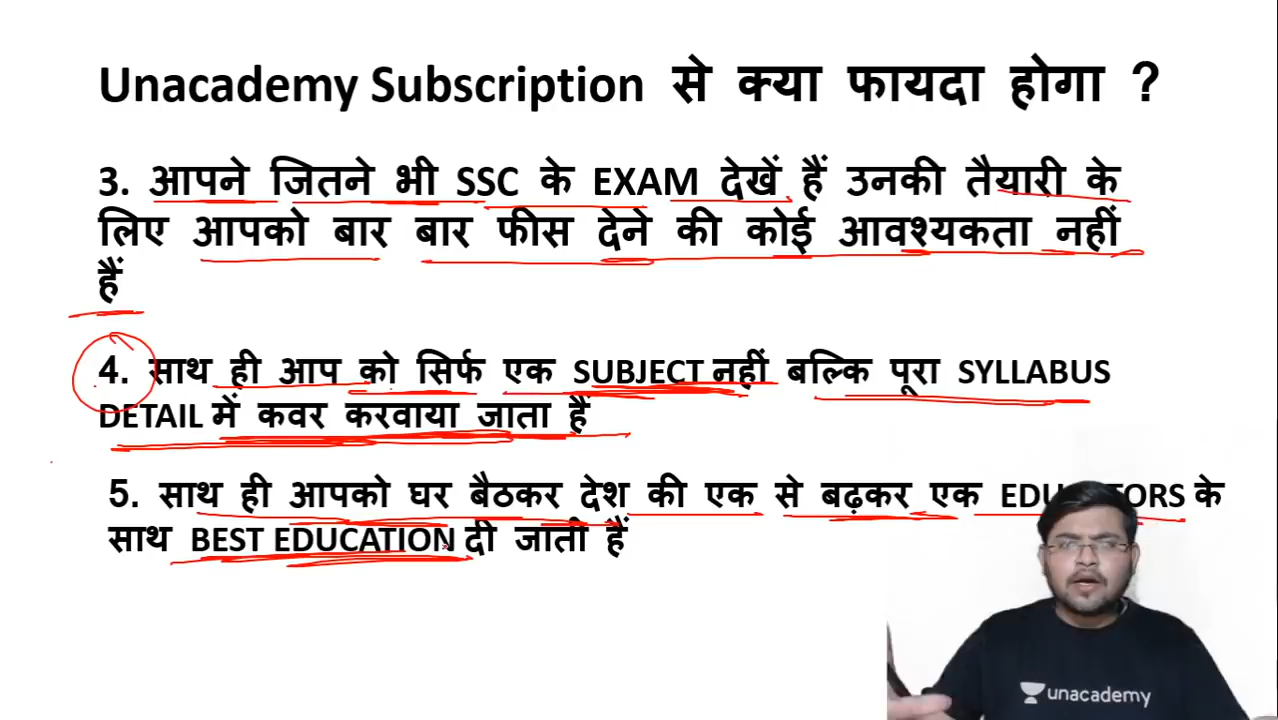 Unacademy Subscription से क्या फायदा होगा ?
3. आपने जितने भी SSC के EXAM देखें हैं उनकी तैयारी के
लिए आपको बार बार फीस देने की कोई आवश्यकता नहीं
हैं
4. साथ ही आप को सिर्फ एक SUBJECT नहीं बल्कि पूरा SYLLABUS
DETAIL में कवर करवाया जाता हैं
5. साथ ही आपको घर बैठकर देश की एक से बढ़कर एक के
साथ BEST EDUCATION दी जाती हैं
unacademy